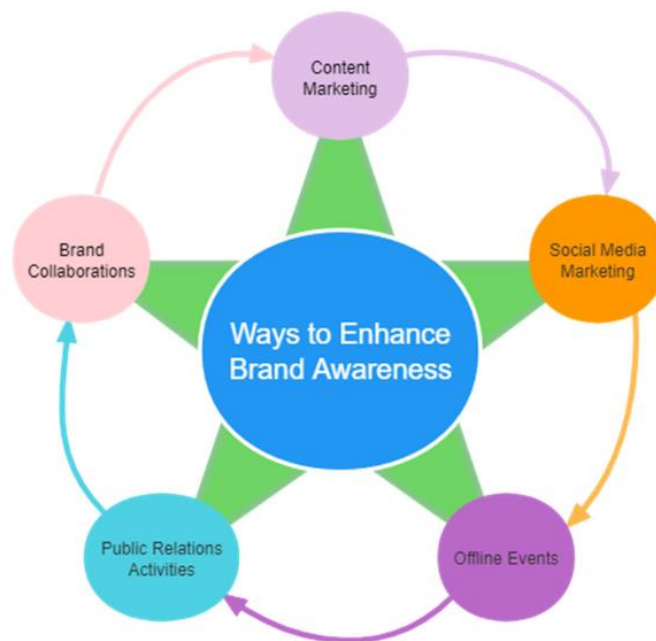 Content
Marketing
Social Media
Marketing
Offline Events
Public Relations
Activities
Brand
Collaborations
Ways to Enhance
Brand Awareness